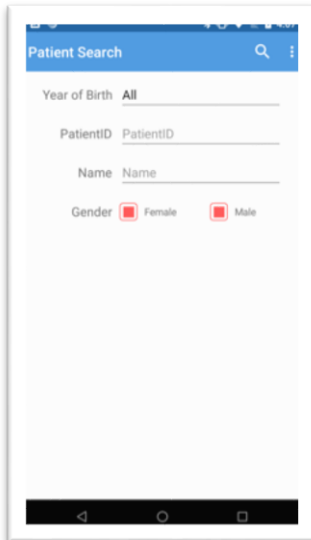 Patient Search
Year of Birth All
PatientID PatientID
Name Name
Gender Female Male